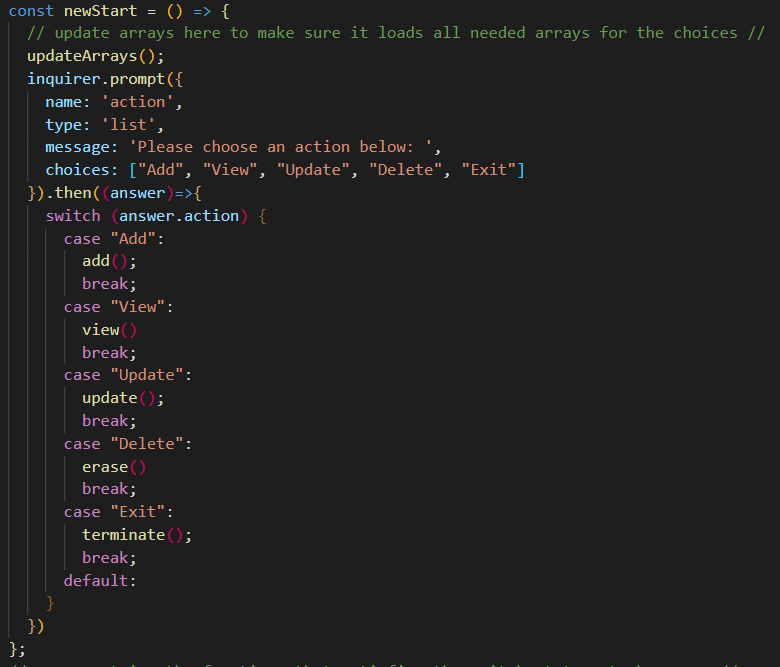 const newStart = () => {
  // update arrays here to make sure it loads all needed arrays for the choices //
  updateArrays();
  inquirer.prompt({
    name: 'action',
    type: 'list',
    message: 'Please choose an action below: ',
    choices: ["Add", "View", "Update", "Delete", "Exit"]
  }).then((answer)=>{
    switch (answer.action) {
      case "Add":
        add();
        break;
      case "View":
        view()
        break;
      case "Update":
        update();
        break;
      case "Delete":
        erase()
        break;
      case "Exit":
        terminate();
        break;
      default:
    }
  })
};